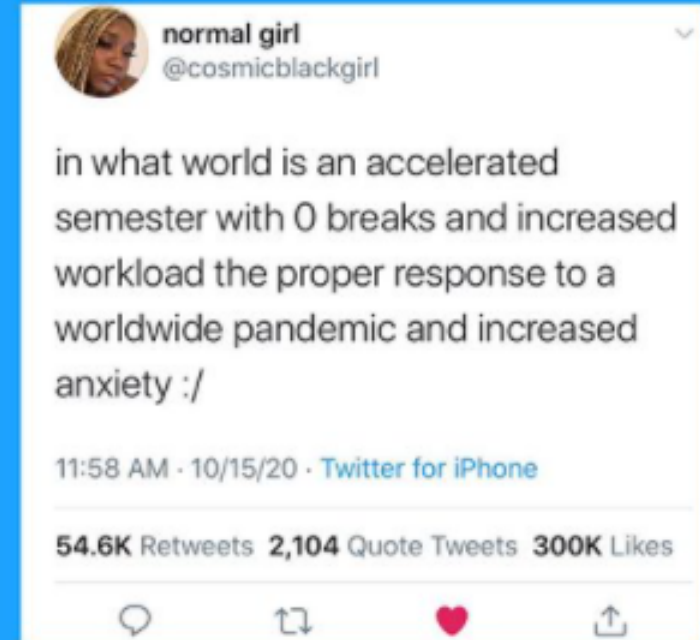 normal girl
@cosmicblackgirl
in what world is an accelerated
semester with 0 breaks and increased
workload the proper response to a
worldwide pandemic and increased
anxiety :/
11:58 AM · 10/15/20 · Twitter for iPhone
54.6K Retweets 2,104 Quote Tweets 300K Likes